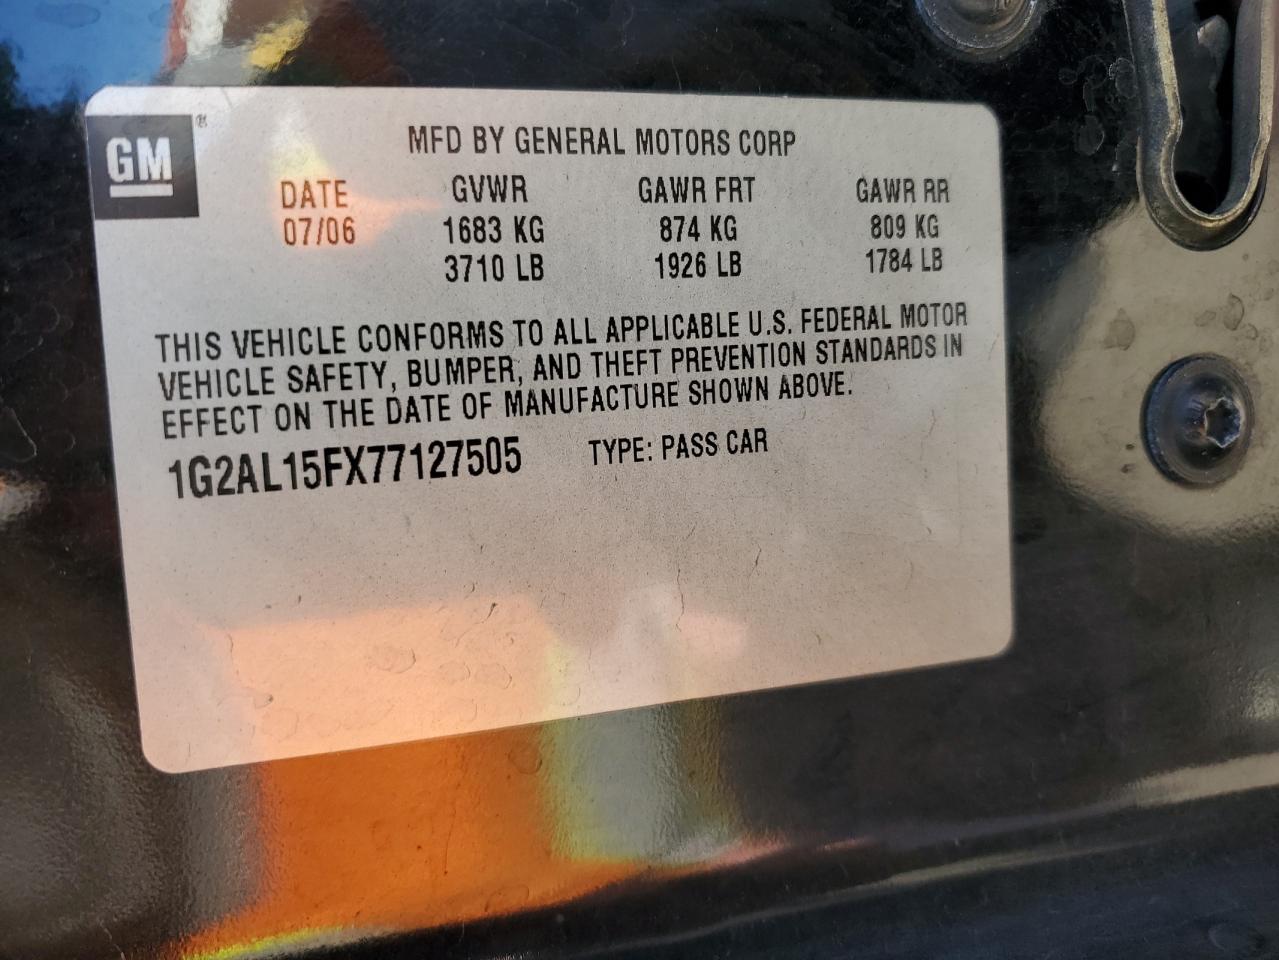 GM®
MFD BY GENERAL MOTORS CORP
DATE GVWR GAWR FRT GAWR RR
07/06 1683 KG 874 KG 809 KG
3710 LB 1926 LB 1784 LB
THIS VEHICLE CONFORMS TO ALL APPLICABLE U.S. FEDERAL MOTOR
VEHICLE SAFETY, BUMPER, AND THEFT PREVENTION STANDARDS IN
EFFECT ON THE DATE OF MANUFACTURE SHOWN ABOVE.
1G2AL15FX77127505 TYPE: PASS CAR